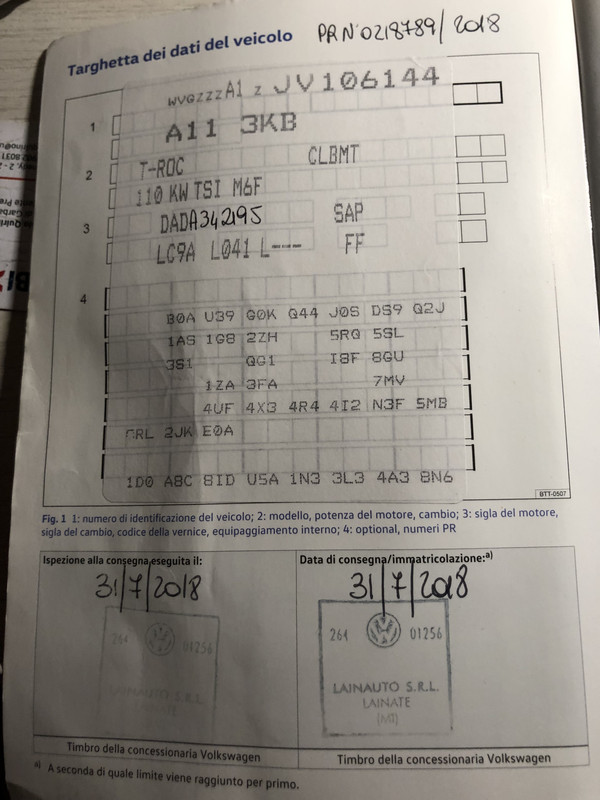 Targhetta dei dati del veicolo
PR N° 0218789/2018
WVGZZZA1 Z JV106144
1
A11 3KB
2
T-ROC CLBMT
110 KW TSI M6F
3
DADA342195 SAP
LC9A L041 L--- FF
4
B0A U39 G0K Q44 J0S DS9 Q2J
1AS 1G8 2ZH 5RQ 5SL
3S1 QG1 I8F 8GU
1ZA 3FA 7MV
4UF 4X3 4R4 4I2 N3F 5MB
2JK E0A
1D0 A8C 8ID U5A 1N3 3L3 4A3 8N6
BTT-0507
Fig. 1 1: numero di identificazione del veicolo; 2: modello, potenza del motore, cambio; 3: sigla del motore,
sigla del cambio, codice della vernice, equipaggiamento interno; 4: optional, numeri PR
Ispezione alla consegna eseguita il:
31/7/2018
264 01256
LAINAUTO S.R.L.
LAINATE
Timbro della concessionaria Volkswagen
Data di consegna/immatricolazione:a)
31/7/2018
264 01256
LAINAUTO S.R.L.
LAINATE
(MI)
Timbro della concessionaria Volkswagen
a) A seconda di quale limite viene raggiunto per primo.